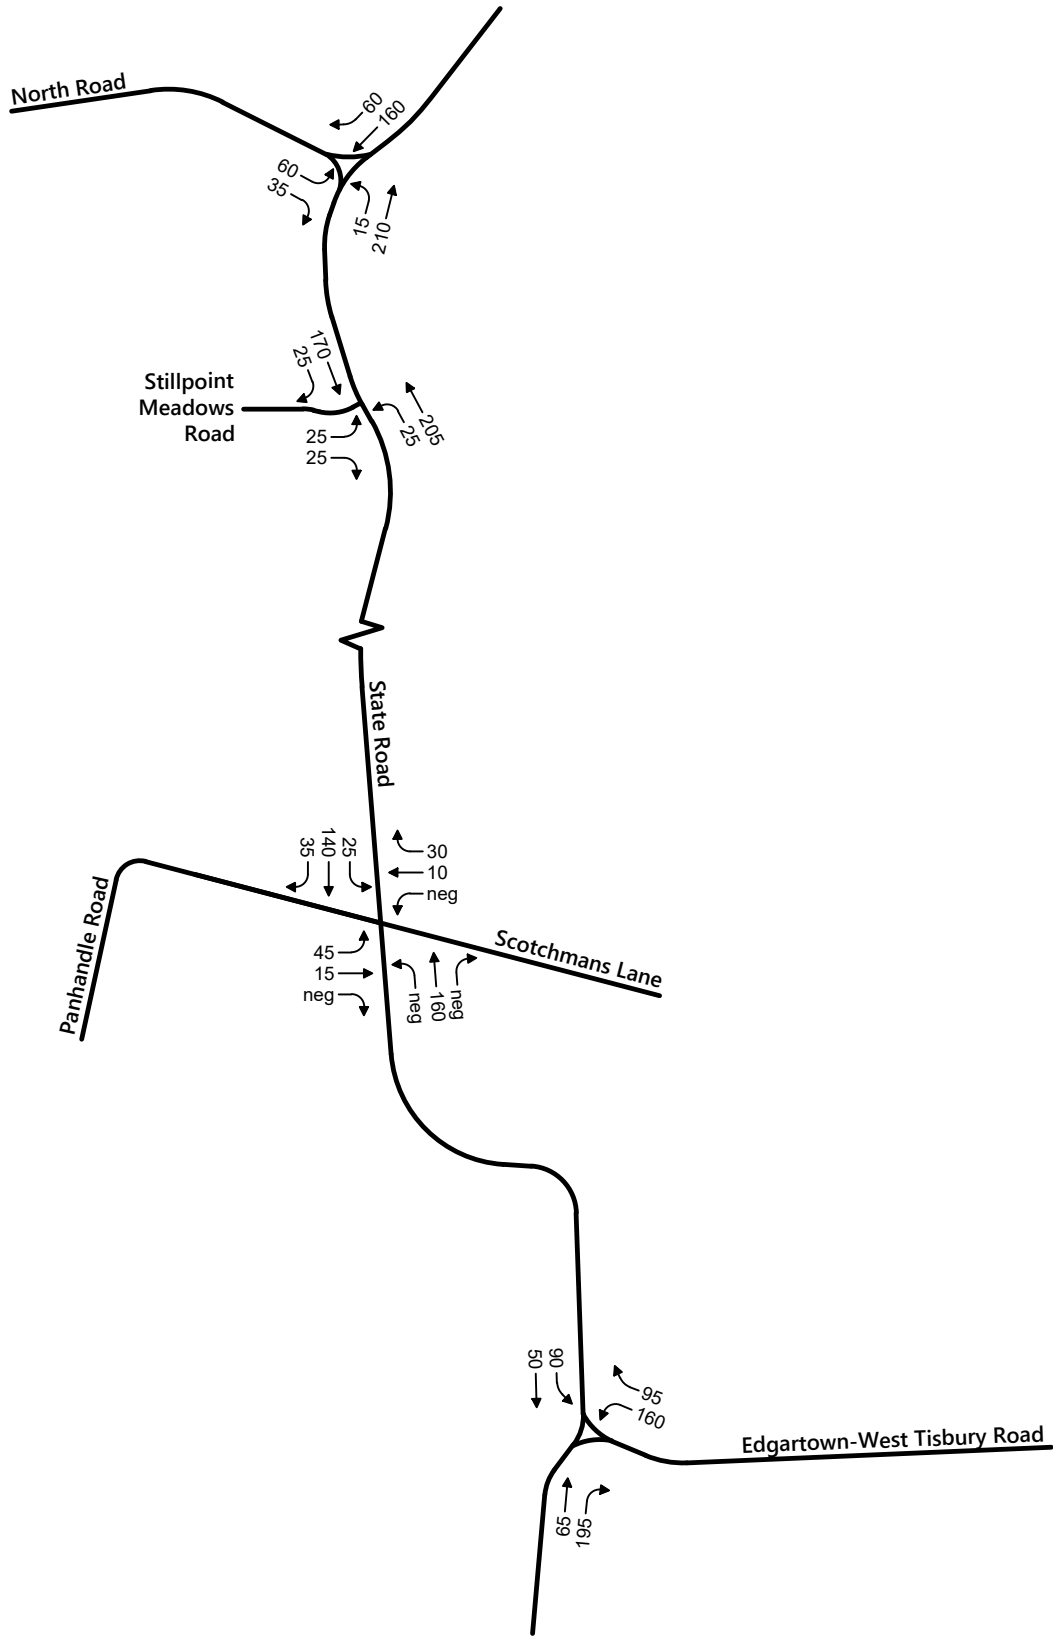 North Road
60
160
60
35
15
210
170
25
Stillpoint
Meadows
Road
25
205
25
25
State Road
35
140
25
30
10
neg
Panhandle Road
Scotchmans Lane
45
15
neg
neg
160
neg
50
90
95
160
Edgartown-West Tisbury Road
65
195